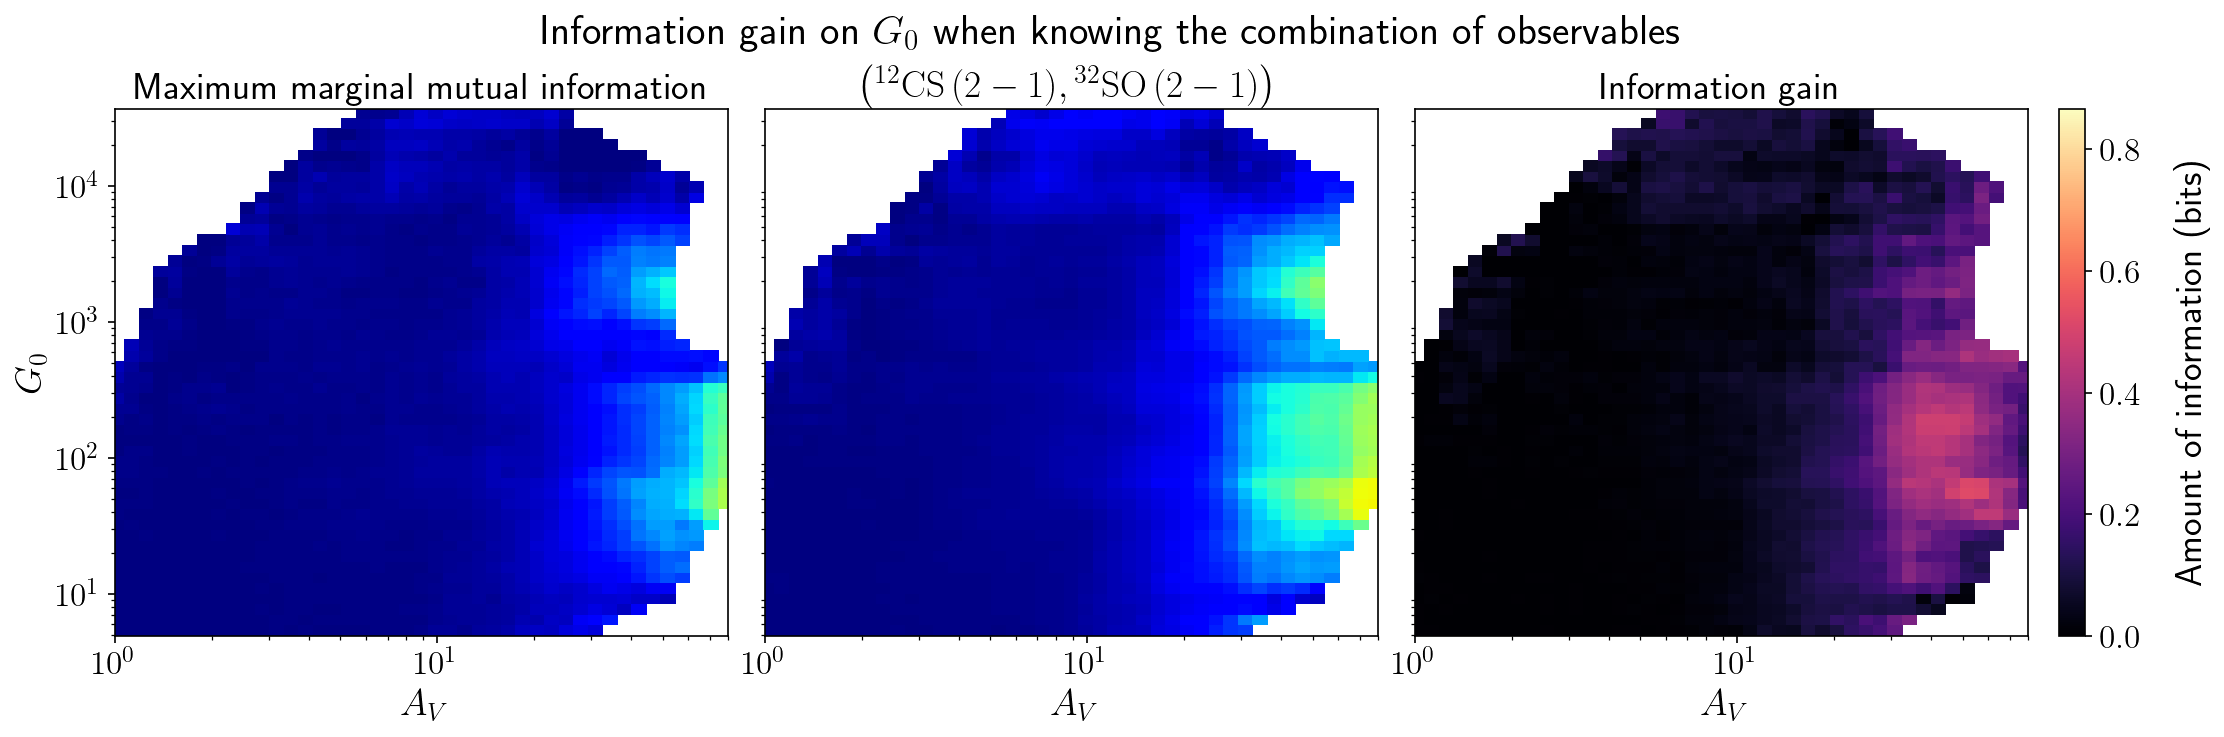 Information gain on G₀ when knowing the combination of observables
Maximum marginal mutual information
(¹²CS (2 − 1), ³²SO (2 − 1))
Information gain
G₀
10⁴
10³
10²
10¹
10⁰
10¹
A_V
10⁰
10¹
A_V
10⁰
10¹
A_V
0.8
0.6
0.4
0.2
0.0
Amount of information (bits)